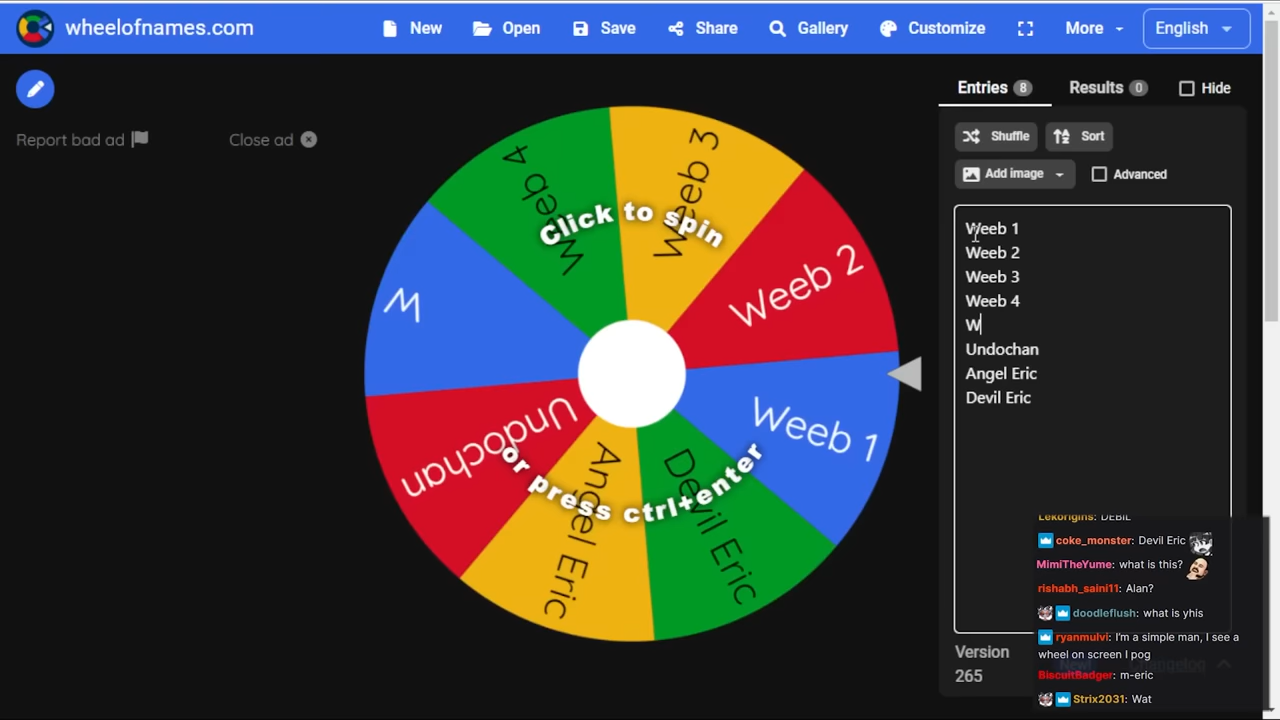 wheelofnames.com
New
Open
Save
Share
Gallery
Customize
More
English
Report bad ad
Close ad
Entries 8
Results 0
Hide
Shuffle
Sort
Add image
Advanced
Weeb 1
Weeb 2
Weeb 3
Weeb 4
W
Undochan
Angel Eric
Devil Eric
Weeb 4
Weeb 3
Weeb 2
Weeb 1
Devil Eric
Angel Eric
Undochan
W
Click to spin
or press ctrl+enter
Version
265
New!
Changelog
Lekorigins: DEBIL
coke_monster: Devil Eric
MimiTheYume: what is this?
rishabh_saini11: Alan?
doodleflush: what is yhis
ryanmulvi: I'm a simple man, I see a
wheel on screen I pog
BiscuitBadger: m-eric
Strix2031: Wat